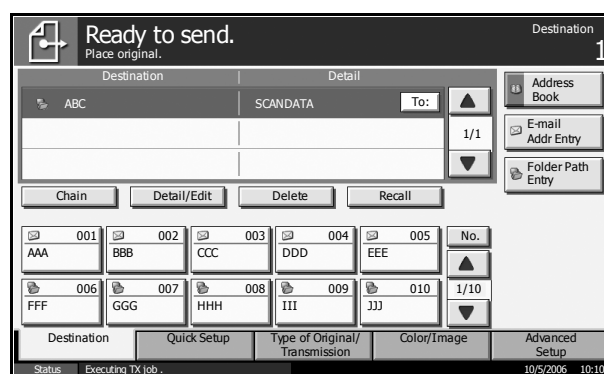 Ready to send.
Place original.
Destination
1
Destination Detail
ABC SCANDATA To:
1/1
Address
Book
E-mail
Addr Entry
Folder Path
Entry
Chain Detail/Edit Delete Recall
001 002 003 004 005 No.
AAA BBB CCC DDD EEE
006 007 008 009 010 1/10
FFF GGG HHH III JJJ
Destination Quick Setup Type of Original/
Transmission Color/Image Advanced
Setup
Status Executing TX job . 10/5/2006 10:10